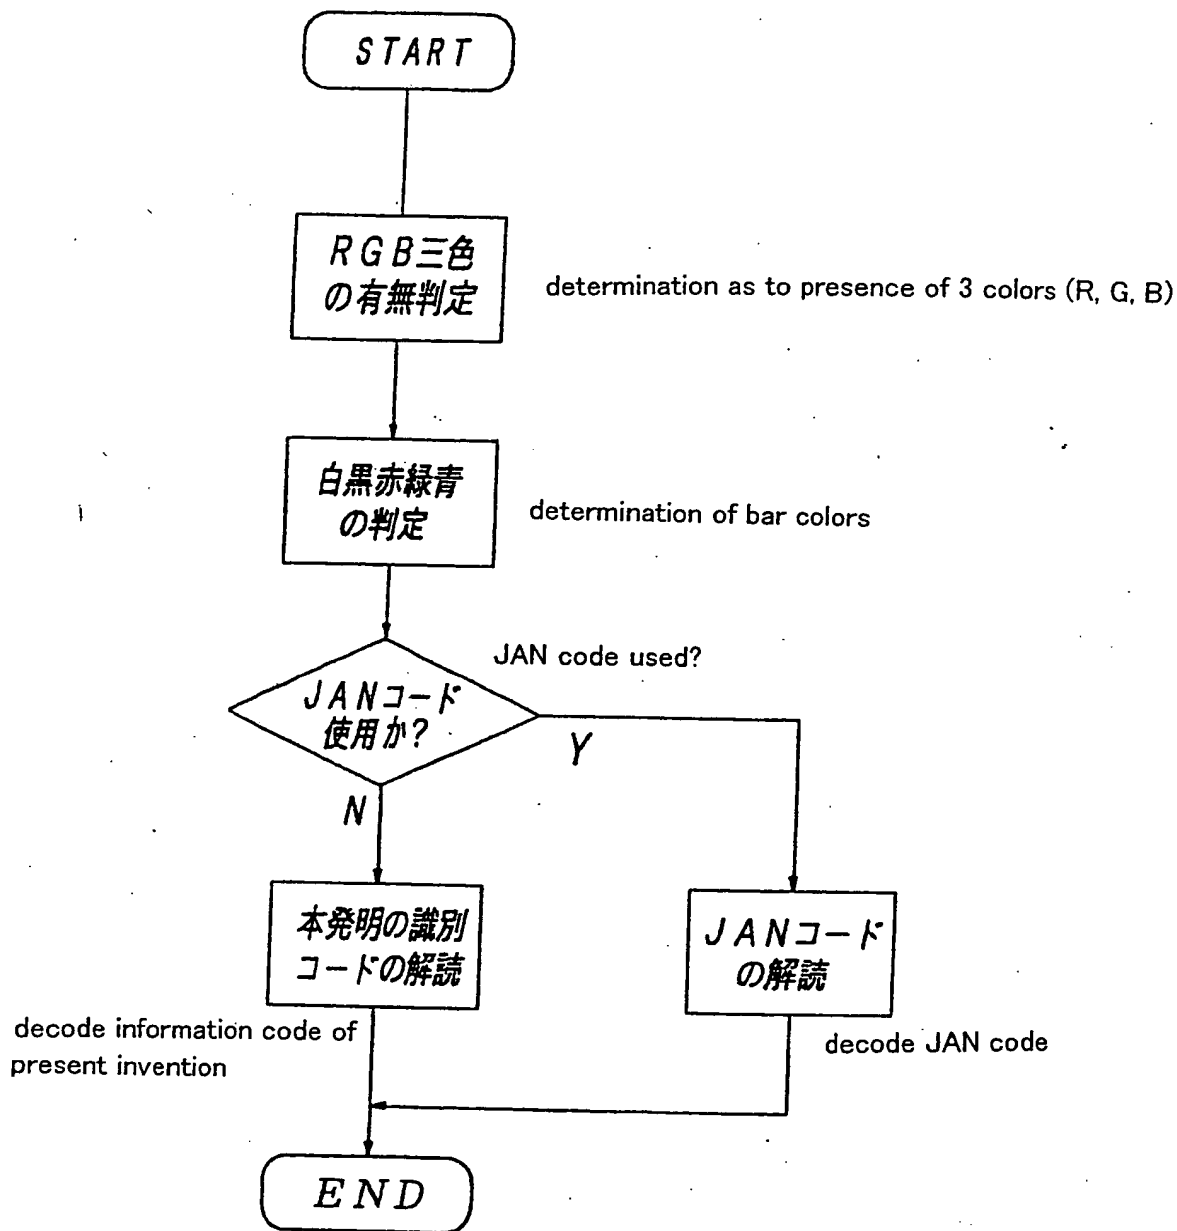 START
RGB三色
の有無判定
determination as to presence of 3 colors (R, G, B)
白黒赤緑青
の判定
determination of bar colors
JAN code used?
JANコード
使用か?
Y
N
本発明の識別
コードの解読
JANコード
の解読
decode information code of
present invention
decode JAN code
END